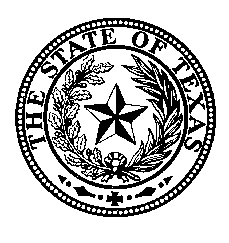 THE STATE OF TEXAS